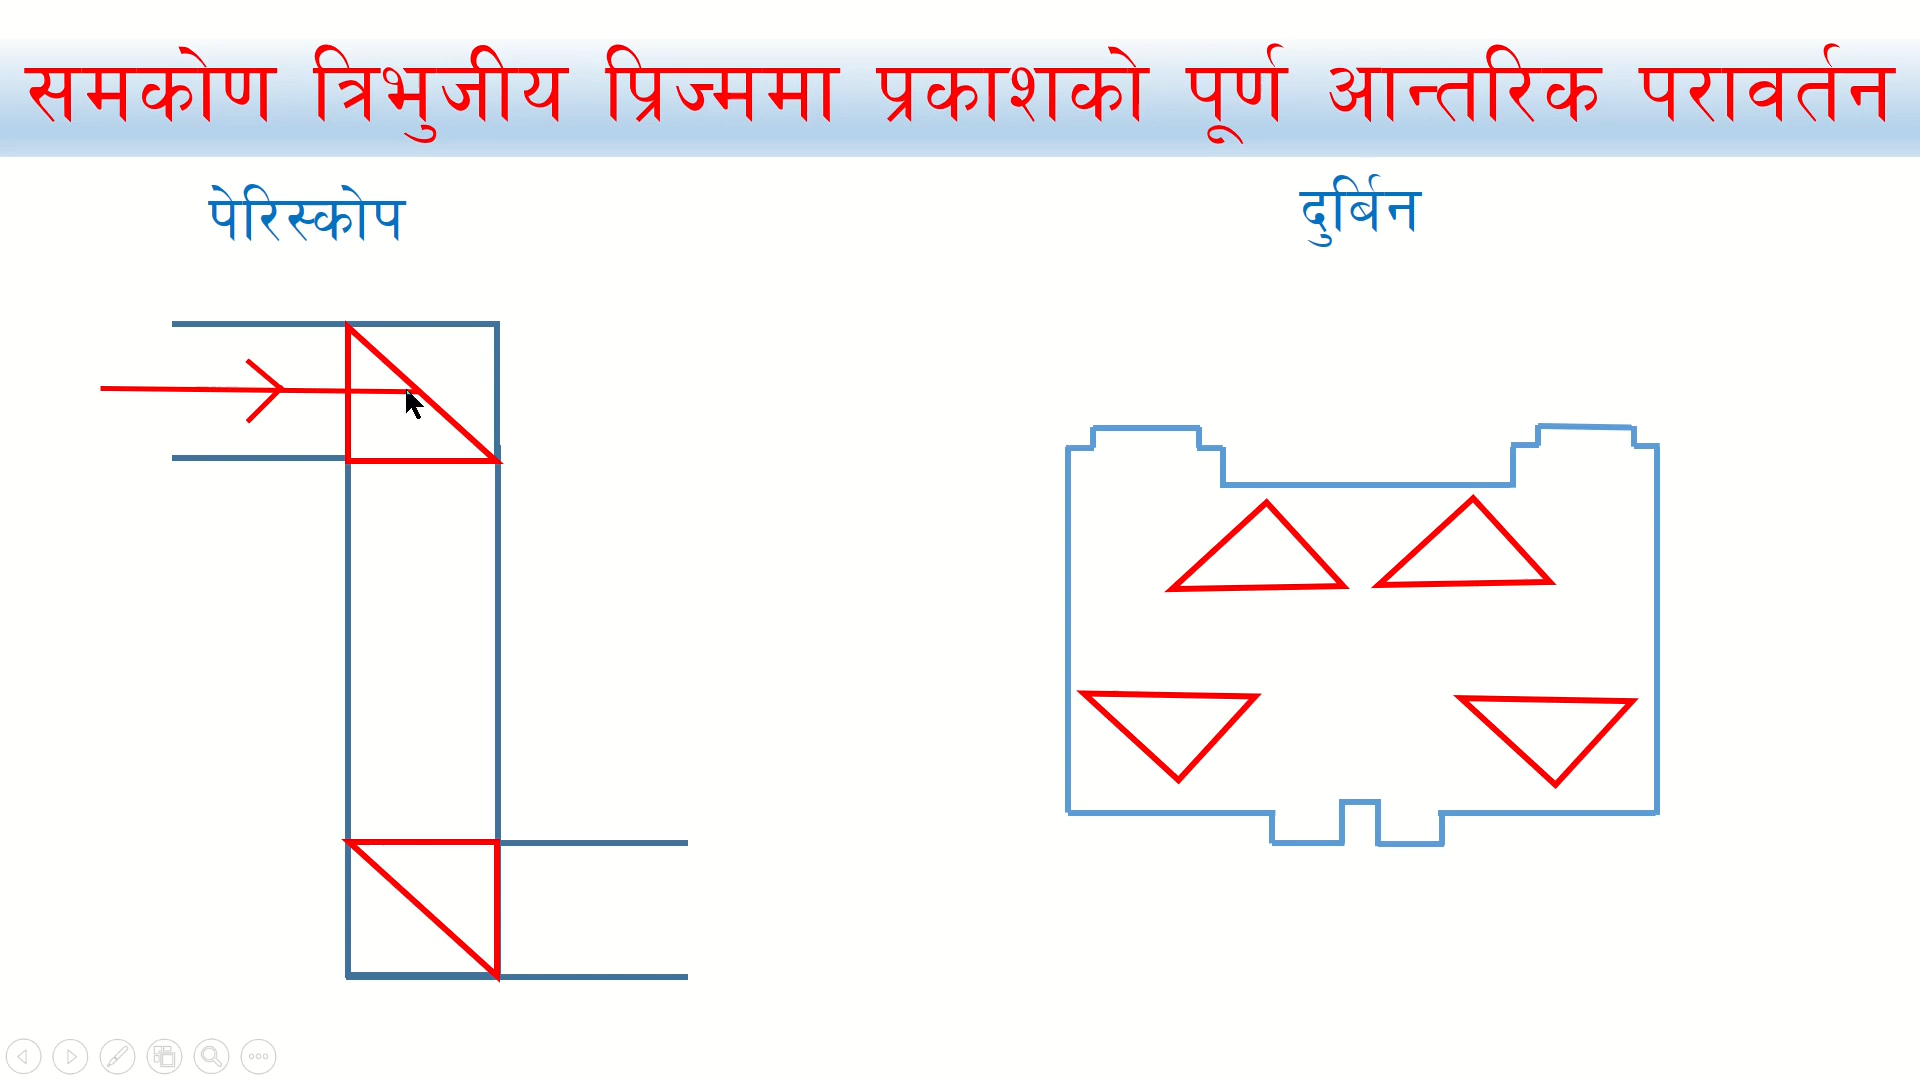 समकोण त्रिभुजीय प्रिज्ममा प्रकाशको पूर्ण आन्तरिक परावर्तन
पेरिस्कोप
दुर्बिन